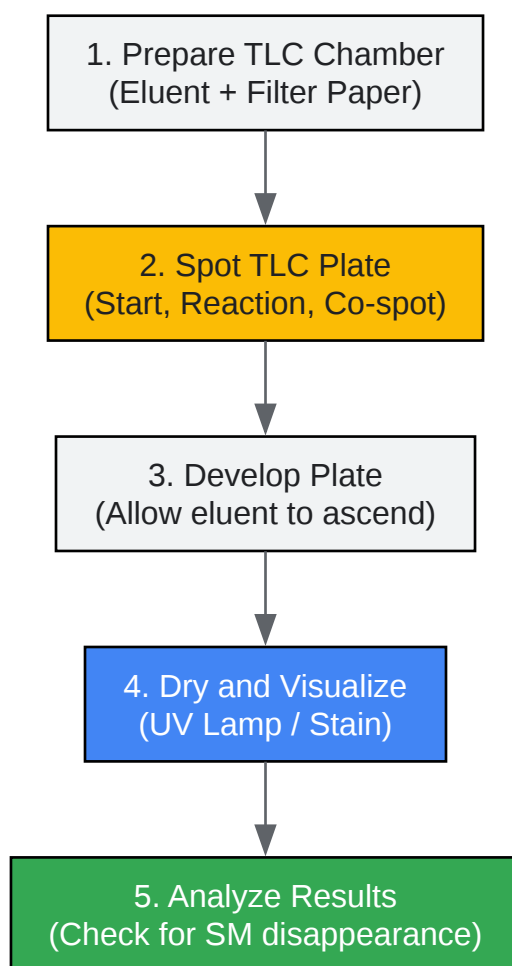 1. Prepare TLC Chamber
(Eluent + Filter Paper)
2. Spot TLC Plate
(Start, Reaction, Co-spot)
3. Develop Plate
(Allow eluent to ascend)
4. Dry and Visualize
(UV Lamp / Stain)
5. Analyze Results
(Check for SM disappearance)